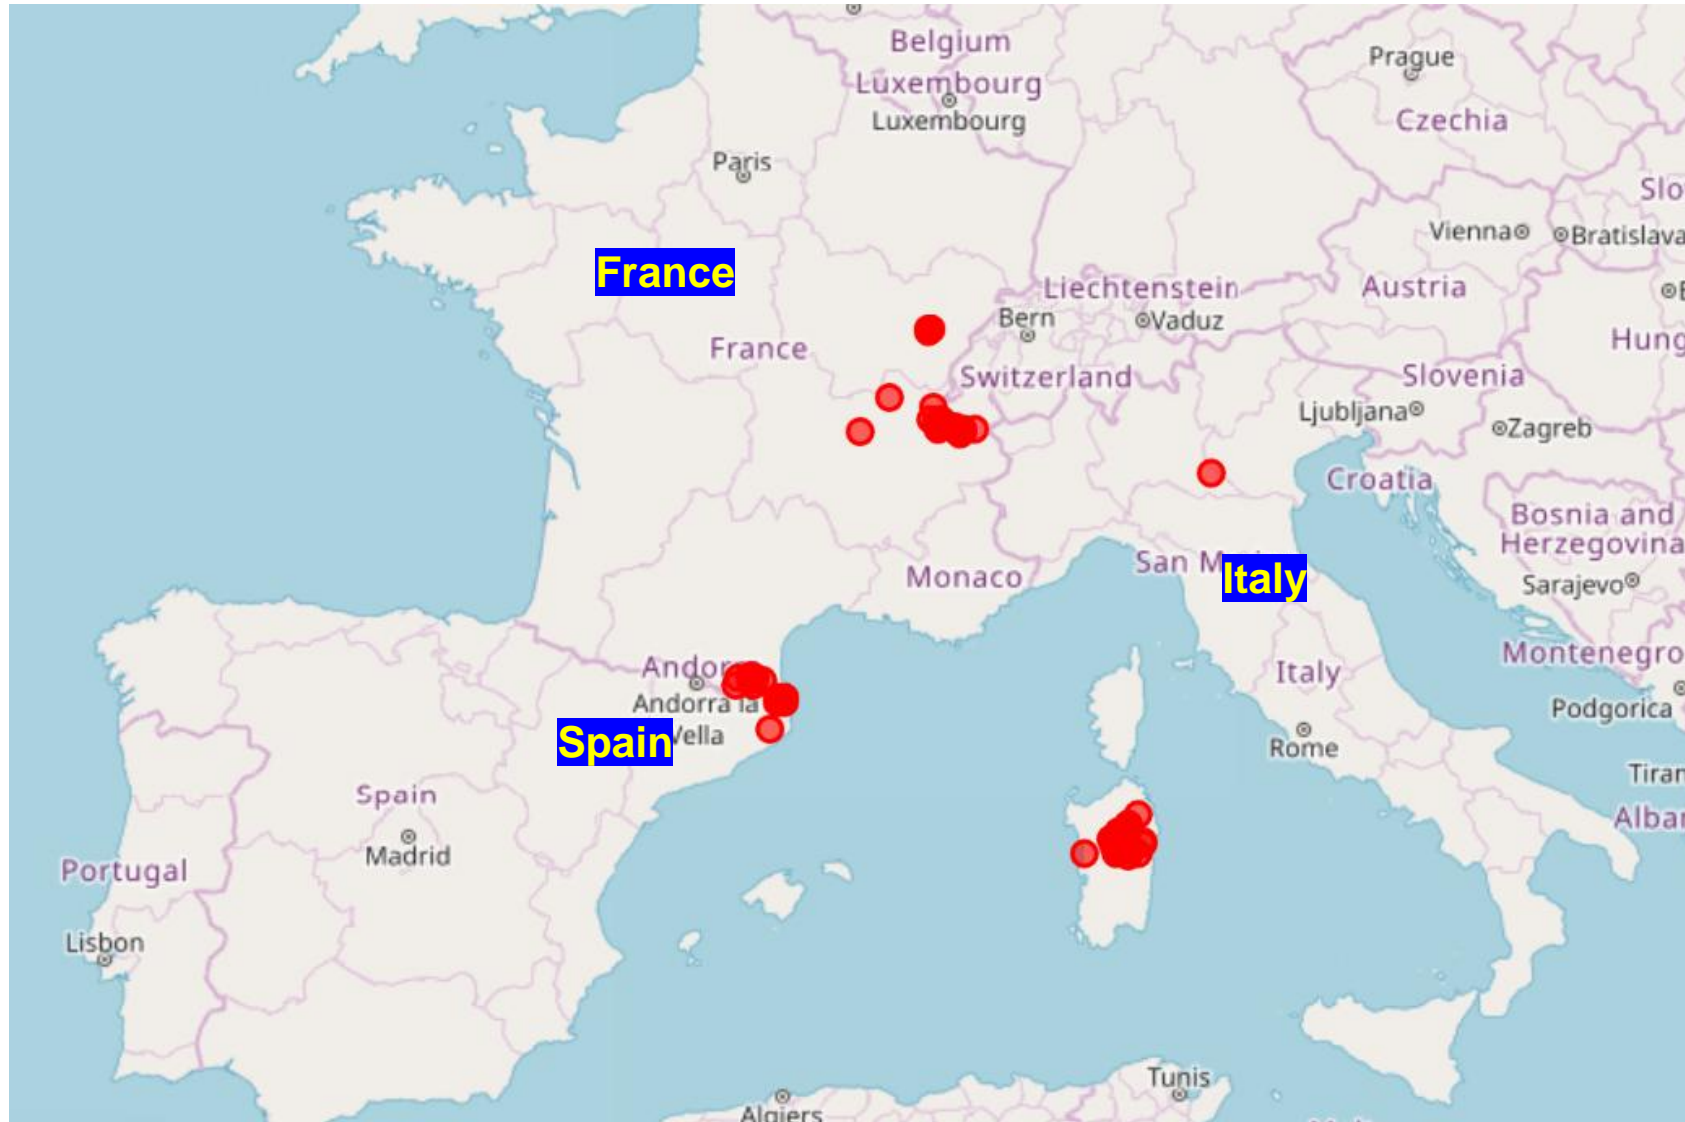 Belgium
Prague
Luxembourg
Luxembourg
Czechia
Paris
Slo
Vienna
Bratislava
France
Liechtenstein
Austria
Bern
Vaduz
France
Hung
Switzerland
Slovenia
Ljubljana
Zagreb
Croatia
Bosnia and
Herzegovina
San M
Monaco
Italy
Sarajevo
Andor
Italy
Montenegro
Andorra la
Vella
Podgorica
Spain
Rome
Tiran
Spain
Albar
Madrid
Portugal
Lisbon
Tunis
Algiers